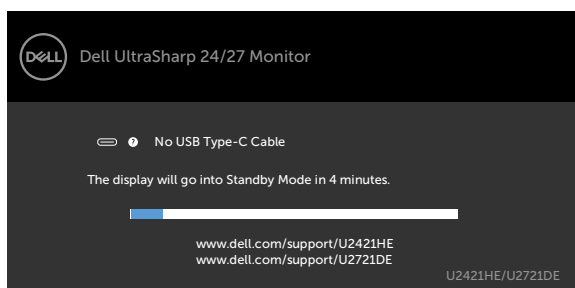 DELL
Dell UltraSharp 24/27 Monitor
? No USB Type-C Cable
The display will go into Standby Mode in 4 minutes.
www.dell.com/support/U2421HE
www.dell.com/support/U2721DE
U2421HE/U2721DE